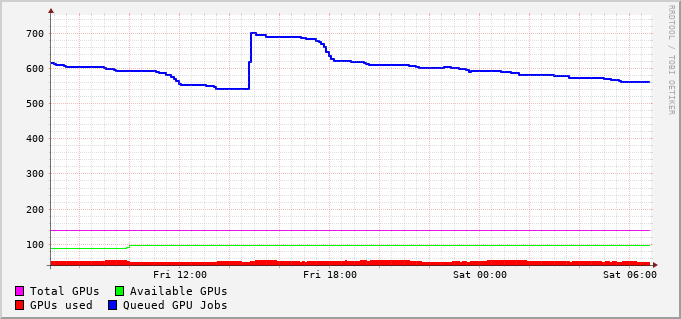 RRDTOOL / TOBI OETIKER
700
600
500
400
300
200
100
Fri 12:00 Fri 18:00 Sat 00:00 Sat 06:00
Total GPUs Available GPUs
GPUs used Queued GPU Jobs